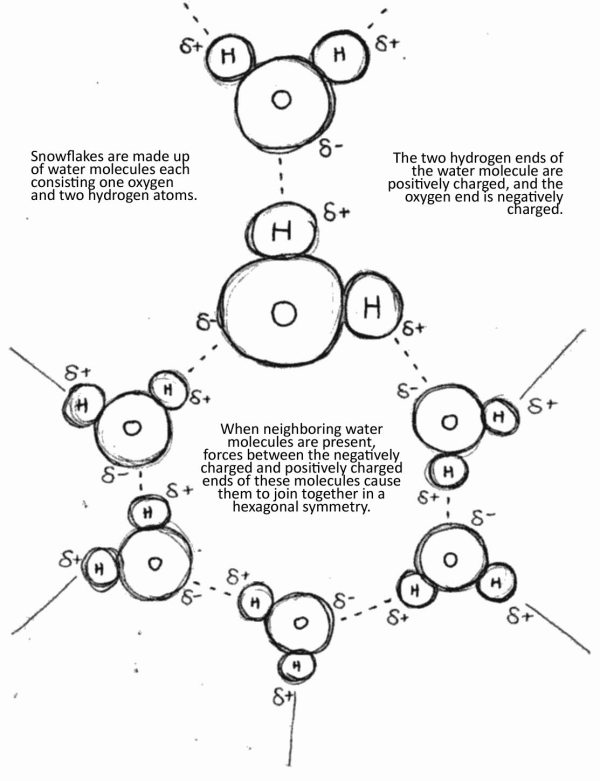 δ+ H H δ+
O
δ-
Snowflakes are made up
of water molecules each
consisting one oxygen
and two hydrogen atoms.
The two hydrogen ends of
the water molecule are
positively charged, and the
oxygen end is negatively
charged.
H δ+
O H
δ- δ+
δ+
H H δ+
O
δ-
δ-
O H δ+
H
δ+
When neighboring water
molecules are present,
forces between the negatively
charged and positively charged
ends of these molecules cause
them to join together in a
hexagonal symmetry.
H δ+
δ+ H O
δ-
δ-
O
H H
δ+ δ+
δ+ δ-
H O
H
δ+